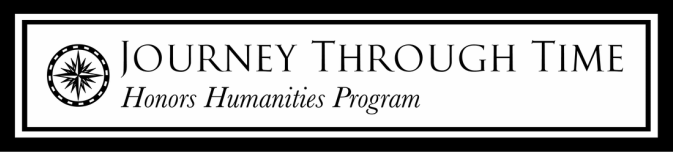 Journey Through Time
Honors Humanities Program